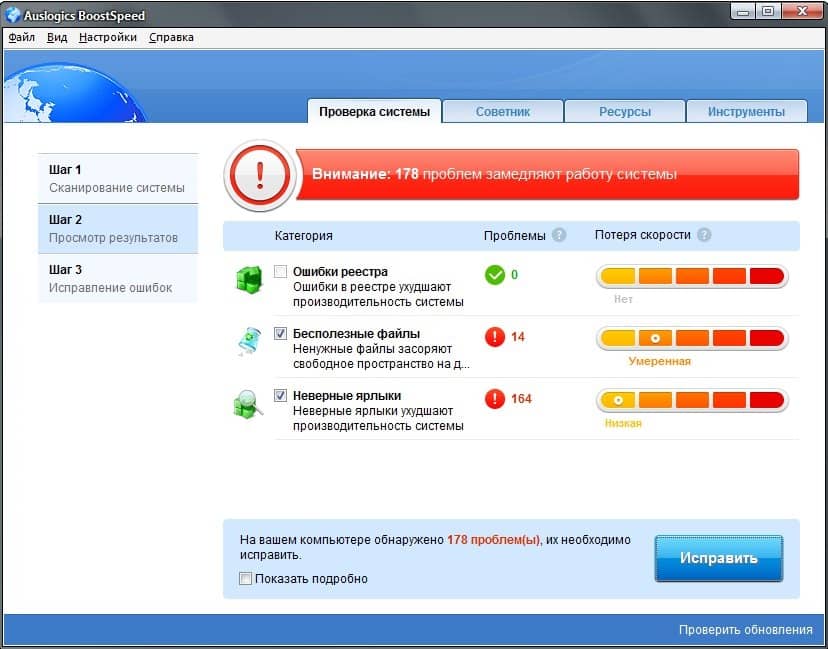 Auslogics BoostSpeed
Файл Вид Настройки Справка
Проверка системы Советник Ресурсы Инструменты
Шаг 1
Сканирование системы
Шаг 2
Просмотр результатов
Шаг 3
Исправление ошибок
Внимание: 178 проблем замедляют работу системы
Категория Проблемы ? Потеря скорости ?
Ошибки реестра
Ошибки в реестре ухудшают
производительность системы
0
Нет
Бесполезные файлы
Ненужные файлы засоряют
свободное пространство на д...
14
Умеренная
Неверные ярлыки
Неверные ярлыки ухудшают
производительность системы
164
Низкая
На вашем компьютере обнаружено 178 проблем(ы), их необходимо
исправить.
Показать подробно
Исправить
Проверить обновления